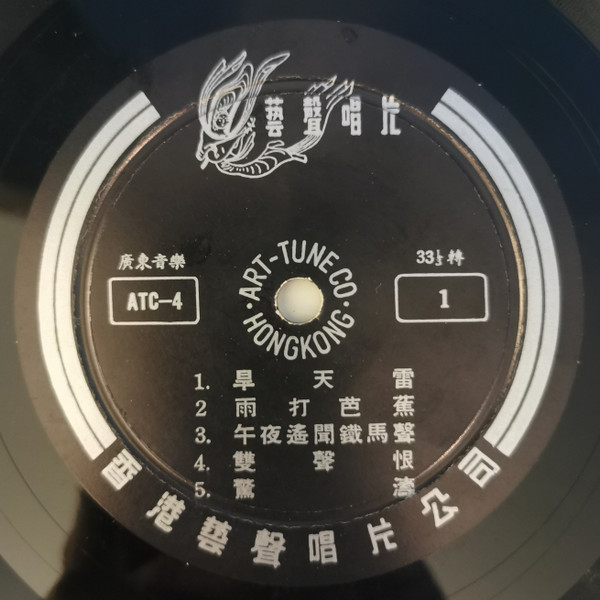 藝聲唱片
廣東音樂
ATC-4
33⅓轉
1
·ART-TUNE CO·
HONGKONG
1. 旱天雷
2 雨打芭蕉
3. 午夜遙聞鐵馬聲
4. 雙聲恨
5. 驚濤
香港藝聲唱片公司